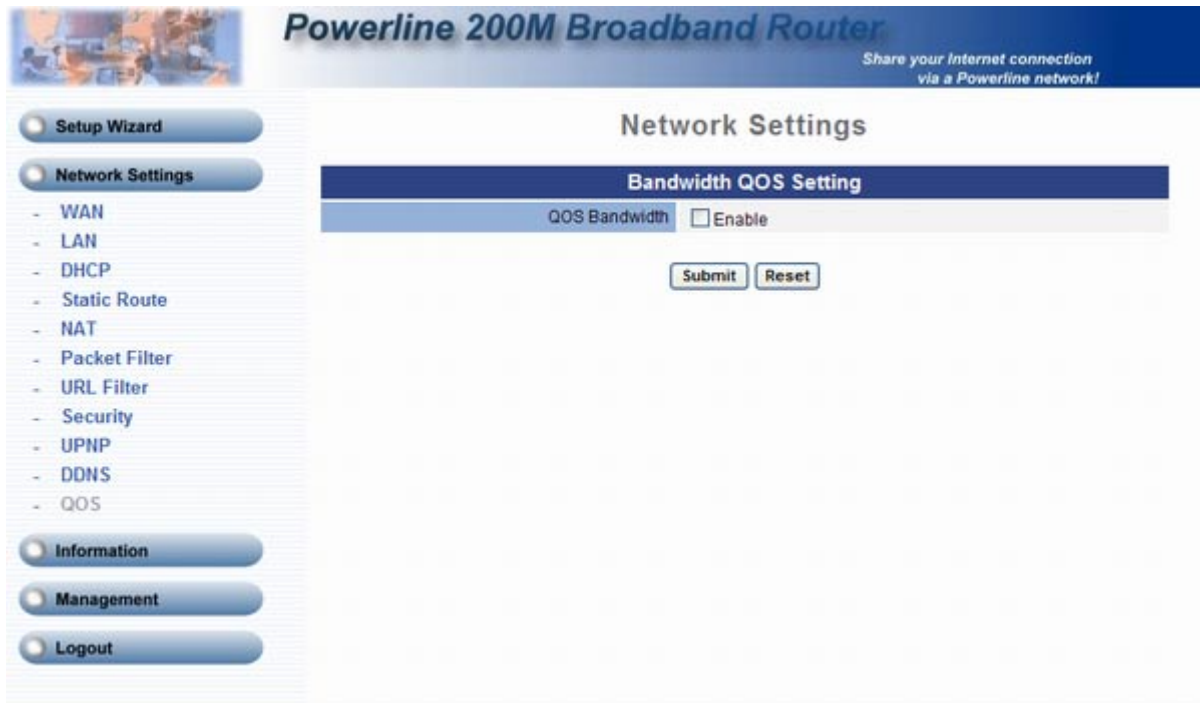 Powerline 200M Broadband Router
Share your Internet connection
via a Powerline network!
Setup Wizard
Network Settings
- WAN
- LAN
- DHCP
- Static Route
- NAT
- Packet Filter
- URL Filter
- Security
- UPNP
- DDNS
- QOS
Information
Management
Logout
Network Settings
Bandwidth QOS Setting
QOS Bandwidth Enable
Submit Reset